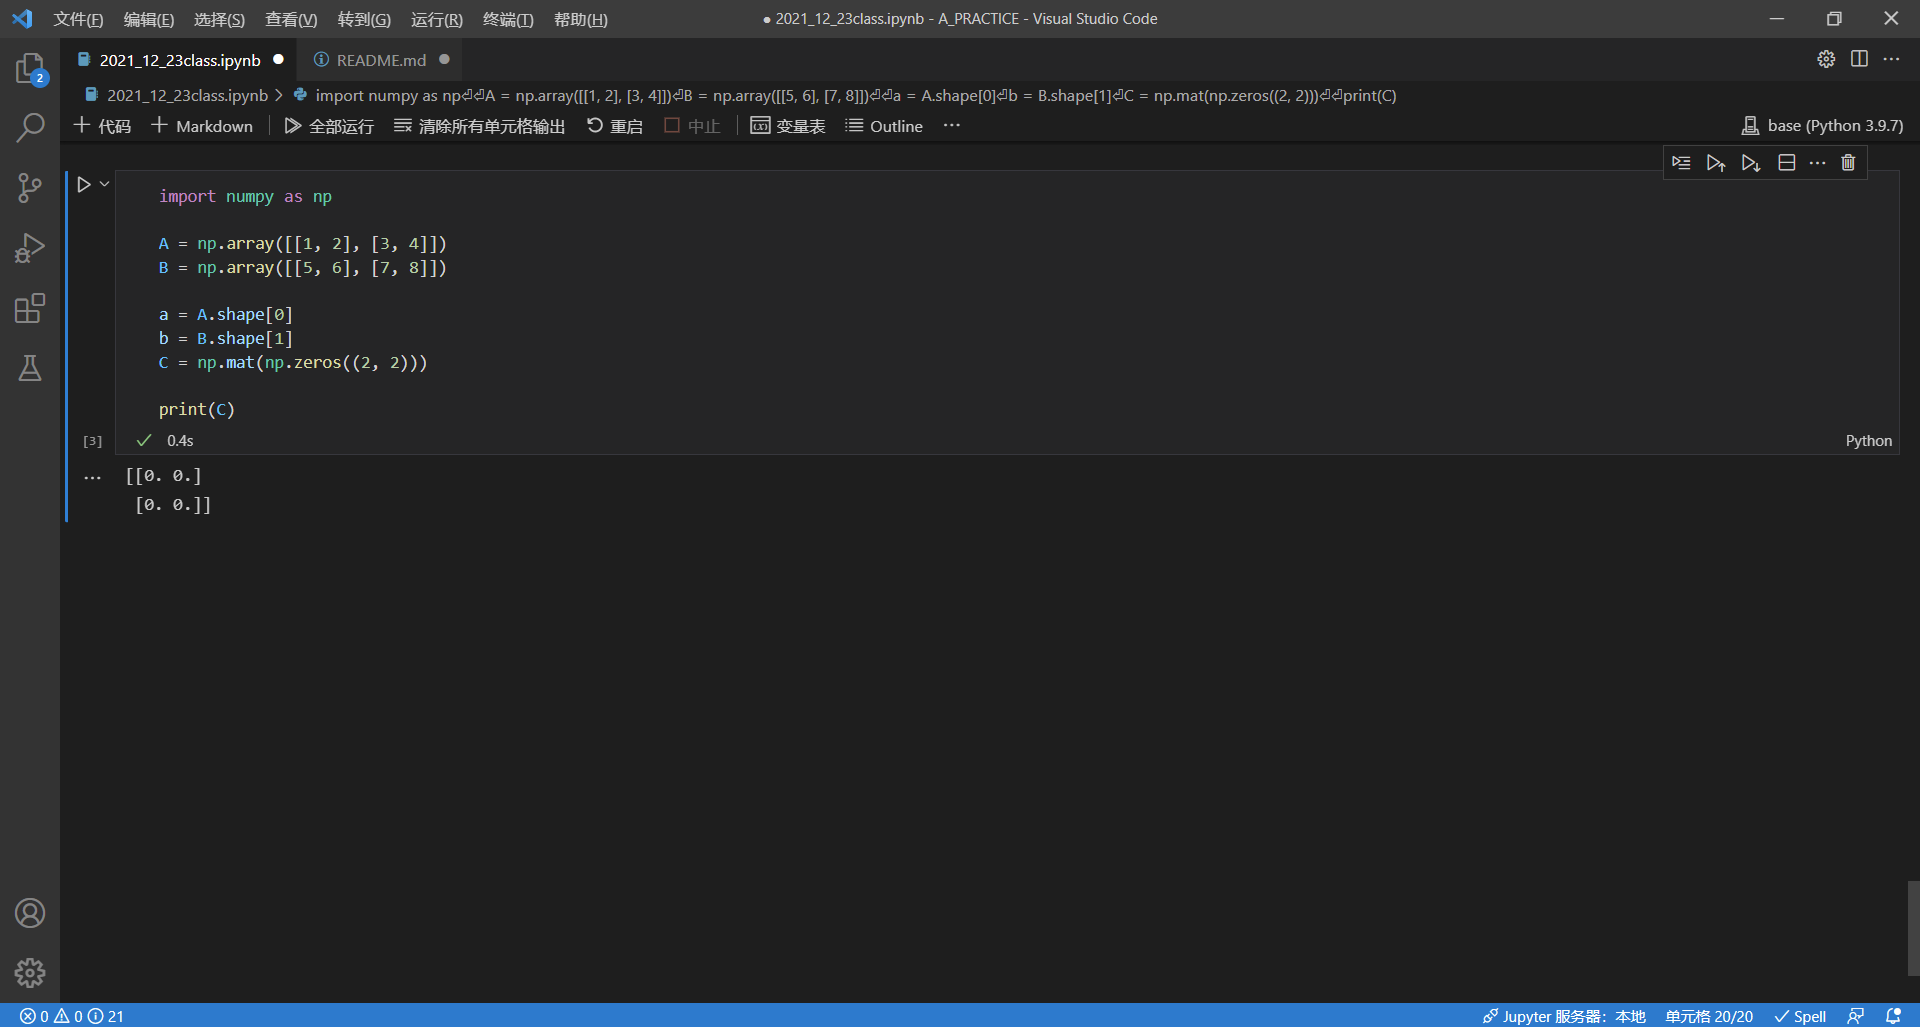 文件(F) 编辑(E) 选择(S) 查看(V) 转到(G) 运行(R) 终端(T) 帮助(H) ● 2021_12_23class.ipynb - A_PRACTICE - Visual Studio Code
2021_12_23class.ipynb ● README.md ●
2021_12_23class.ipynb > import numpy as np⏎⏎A = np.array([[1, 2], [3, 4]])⏎B = np.array([[5, 6], [7, 8]])⏎⏎a = A.shape[0]⏎b = B.shape[1]⏎C = np.mat(np.zeros((2, 2)))⏎⏎print(C)
+ 代码 + Markdown 全部运行 清除所有单元格输出 重启 中止 变量表 Outline ··· base (Python 3.9.7)
2
import numpy as np
A = np.array([[1, 2], [3, 4]])
B = np.array([[5, 6], [7, 8]])
a = A.shape[0]
b = B.shape[1]
C = np.mat(np.zeros((2, 2)))
print(C)
[3] ✓ 0.4s Python
[[0. 0.]
[0. 0.]]
0 0 21 Jupyter 服务器: 本地 单元格 20/20 ✓ Spell